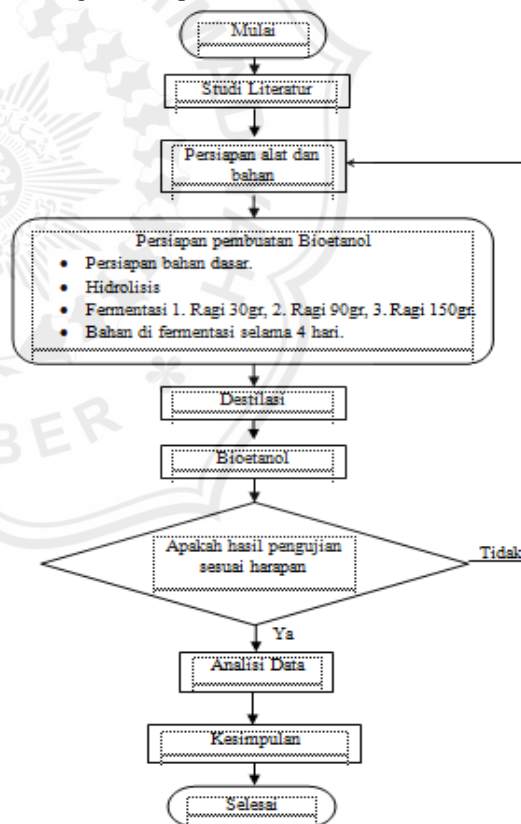 Mulai
Studi Literatur
Persiapan alat dan
bahan
Persiapan pembuatan Bioetanol
• Persiapan bahan dasar.
• Hidrolisis
• Fermentasi 1. Ragi 30gr, 2. Ragi 90gr, 3. Ragi 150gr.
• Bahan di fermentasi selama 4 hari.
Destilasi
Bioetanol
Apakah hasil pengujian
sesuai harapan
Tidak
Ya
Analisi Data
Kesimpulan
Selesai
BER